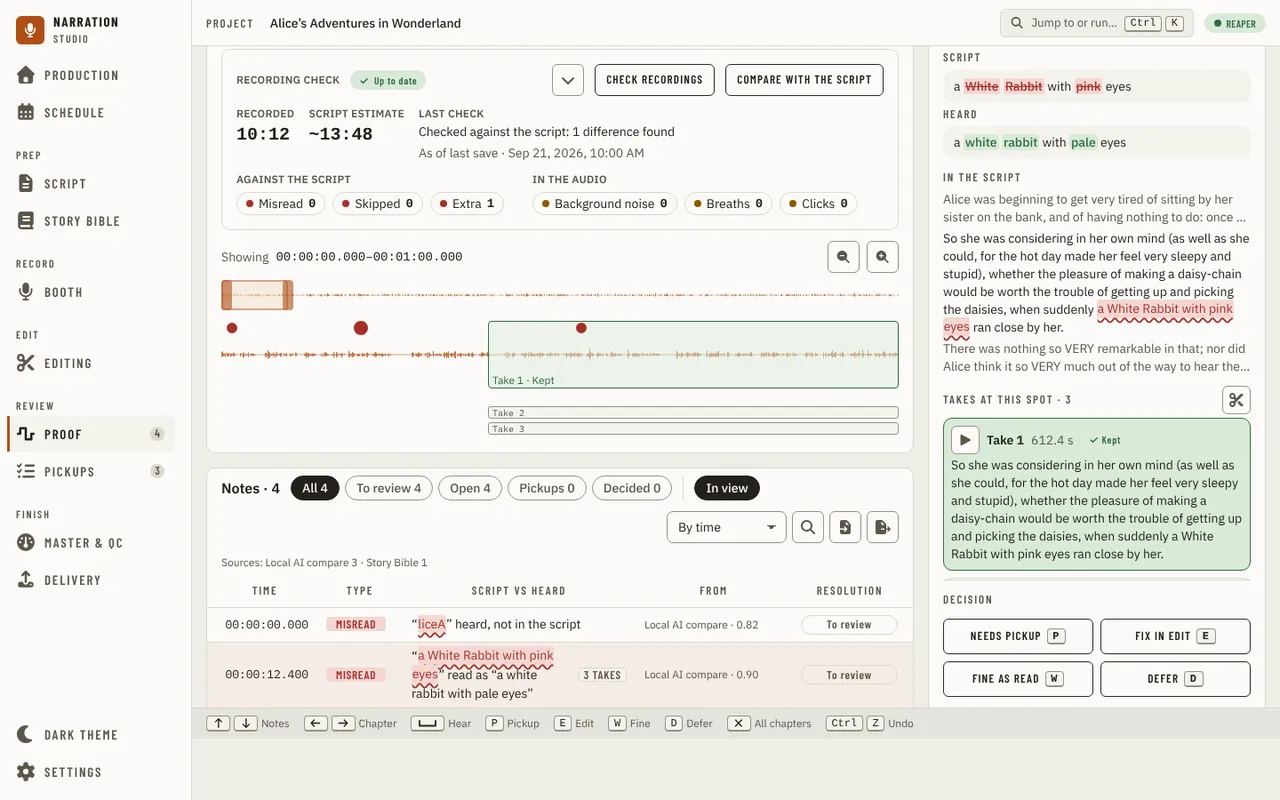 NARRATION
STUDIO
PRODUCTION
SCHEDULE
PREP
SCRIPT
STORY BIBLE
RECORD
BOOTH
EDIT
EDITING
REVIEW
PROOF 4
PICKUPS 3
FINISH
MASTER & QC
DELIVERY
DARK THEME
SETTINGS
PROJECT Alice's Adventures in Wonderland
Jump to or run... Ctrl K
REAPER
RECORDING CHECK Up to date
CHECK RECORDINGS COMPARE WITH THE SCRIPT
RECORDED SCRIPT ESTIMATE LAST CHECK
10:12 ~13:48 Checked against the script: 1 difference found
As of last save · Sep 21, 2026, 10:00 AM
AGAINST THE SCRIPT IN THE AUDIO
Misread 0 Skipped 0 Extra 1 Background noise 0 Breaths 0 Clicks 0
Showing 00:00:00.000–00:01:00.000
Take 1 · Kept
Take 2
Take 3
Notes · 4 All 4 To review 4 Open 4 Pickups 0 Decided 0 In view
By time
Sources: Local AI compare 3 · Story Bible 1
TIME TYPE SCRIPT VS HEARD FROM RESOLUTION
00:00:00.000 MISREAD “liceA” heard, not in the script Local AI compare · 0.82 To review
00:00:12.400 MISREAD “a White Rabbit with pink
eyes” read as “a white
rabbit with pale eyes” 3 TAKES Local AI compare · 0.90 To review
SCRIPT
a White Rabbit with pink eyes
HEARD
a white rabbit with pale eyes
IN THE SCRIPT
Alice was beginning to get very tired of sitting by her
sister on the bank, and of having nothing to do: once ...
So she was considering in her own mind (as well as she
could, for the hot day made her feel very sleepy and
stupid), whether the pleasure of making a daisy-chain
would be worth the trouble of getting up and picking
the daisies, when suddenly a White Rabbit with pink
eyes ran close by her.
There was nothing so VERY remarkable in that; nor did
Alice think it so VERY much out of the way to hear the...
TAKES AT THIS SPOT · 3
Take 1 612.4 s Kept
So she was considering in her own mind (as well as
she could, for the hot day made her feel very sleepy
and stupid), whether the pleasure of making a
daisy-chain would be worth the trouble of getting up
and picking the daisies, when suddenly a White
Rabbit with pink eyes ran close by her.
DECISION
NEEDS PICKUP P FIX IN EDIT E
FINE AS READ W DEFER D
↑ ↓ Notes ← → Chapter Hear P Pickup E Edit W Fine D Defer All chapters Ctrl Z Undo